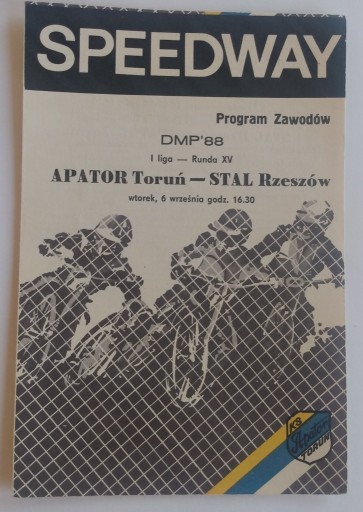 SPEEDWAY
Program Zawodów
DMP'88
I liga — Runda XV
APATOR Toruń — STAL Rzeszów
wtorek, 6 września godz. 16.30
KS
Apator
TORUŃ